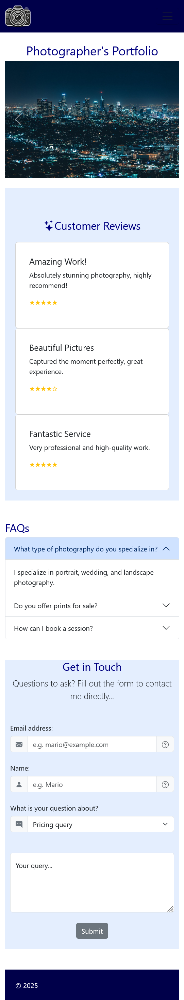 Photographer's Portfolio
Customer Reviews
Amazing Work!
Absolutely stunning photography, highly
recommend!
★★★★★
Beautiful Pictures
Captured the moment perfectly, great
experience.
★★★★☆
Fantastic Service
Very professional and high-quality work.
★★★★★
FAQs
What type of photography do you specialize in?
I specialize in portrait, wedding, and landscape
photography.
Do you offer prints for sale?
How can I book a session?
Get in Touch
Questions to ask? Fill out the form to contact
me directly...
Email address:
e.g. mario@example.com
Name:
e.g. Mario
What is your question about?
Pricing query
Your query...
Submit
© 2025